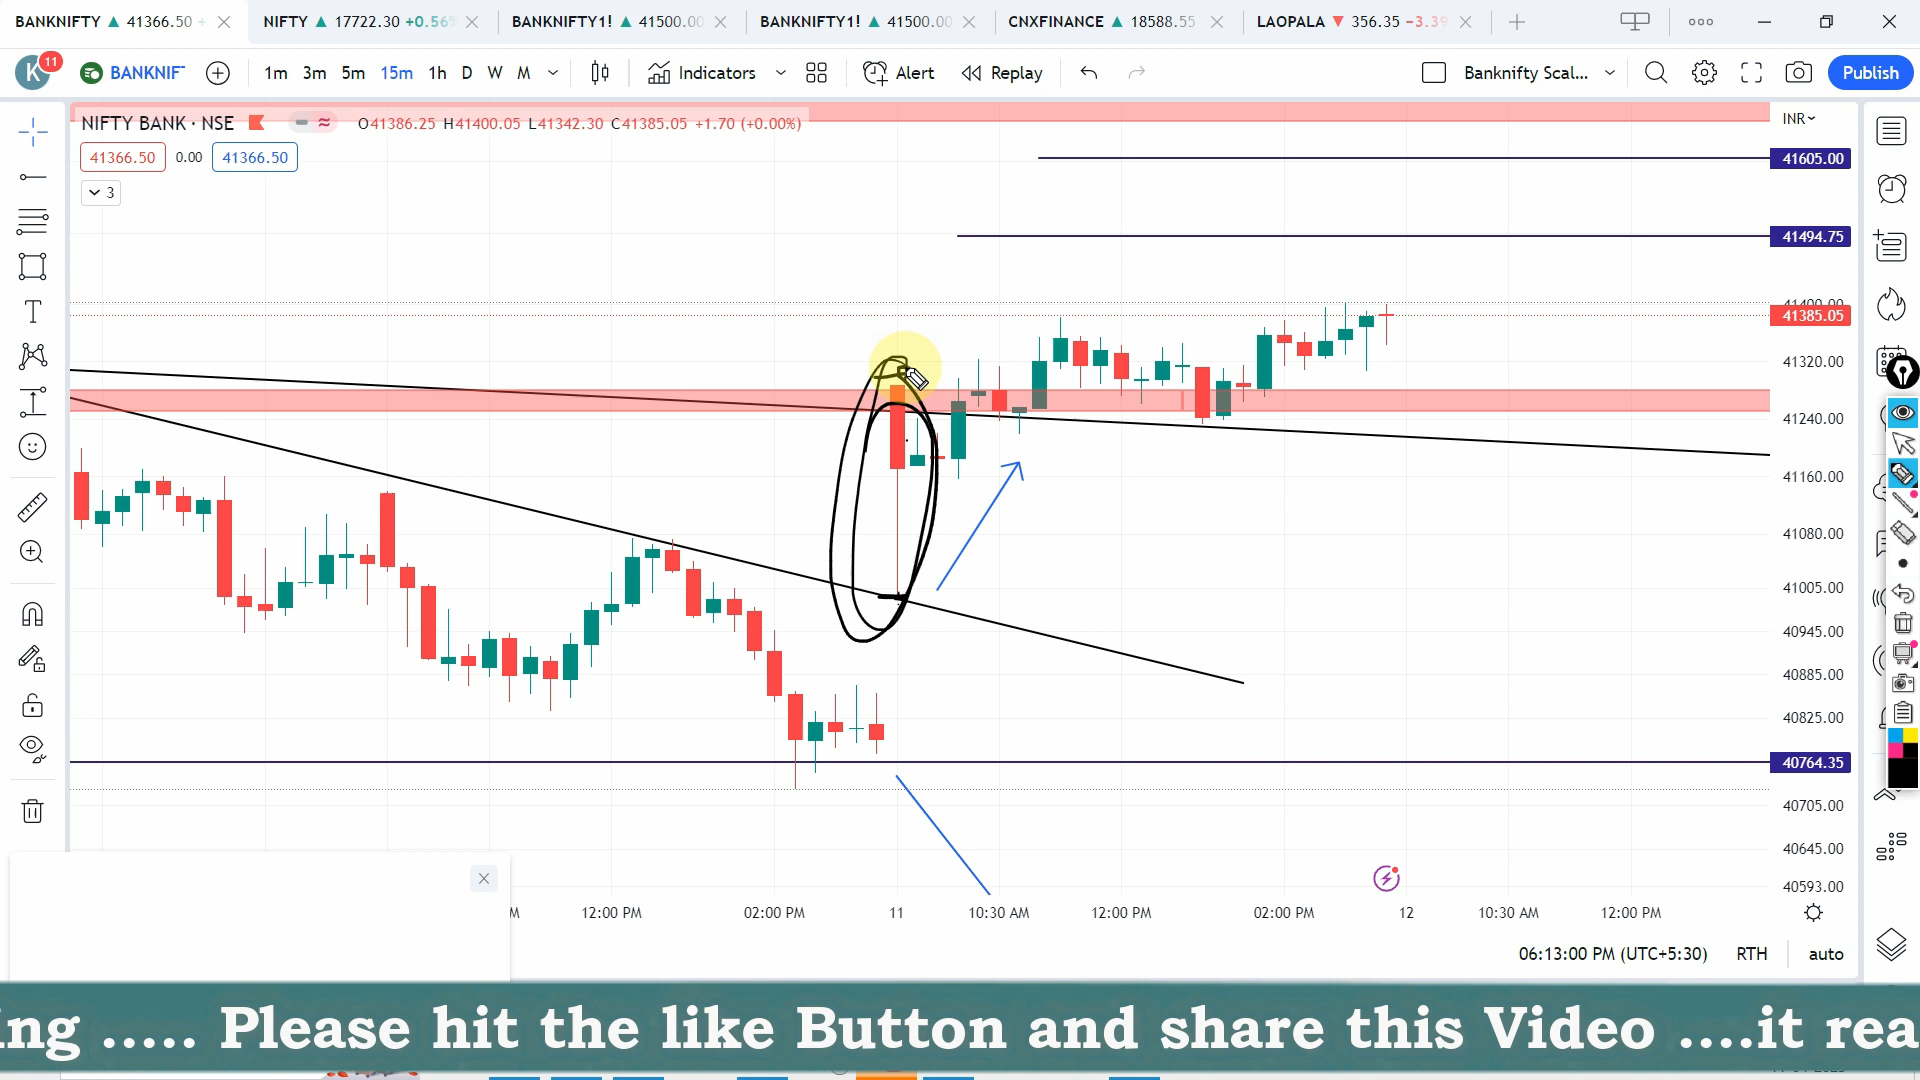 BANKNIFTY ▲ 41366.50 +
NIFTY ▲ 17722.30 +0.56%
BANKNIFTY1! ▲ 41500.00
BANKNIFTY1! ▲ 41500.00
CNXFINANCE ▲ 18588.55
LAOPALA ▼ 356.35 −3.39
K 11 BANKNIFT 1m 3m 5m 15m 1h D W M Indicators Alert Replay Banknifty Scal... Publish
NIFTY BANK · NSE O41386.25 H41400.05 L41342.30 C41385.05 +1.70 (+0.00%)
INR
41366.50 0.00 41366.50
3
41605.00
41494.75
41400.00
41385.05
41320.00
41240.00
41160.00
41080.00
41005.00
40945.00
40885.00
40825.00
40764.35
40705.00
40645.00
40593.00
M 12:00 PM 02:00 PM 11 10:30 AM 12:00 PM 02:00 PM 12 10:30 AM 12:00 PM
06:13:00 PM (UTC+5:30) RTH auto
ing ..... Please hit the like Button and share this Video ....it rea